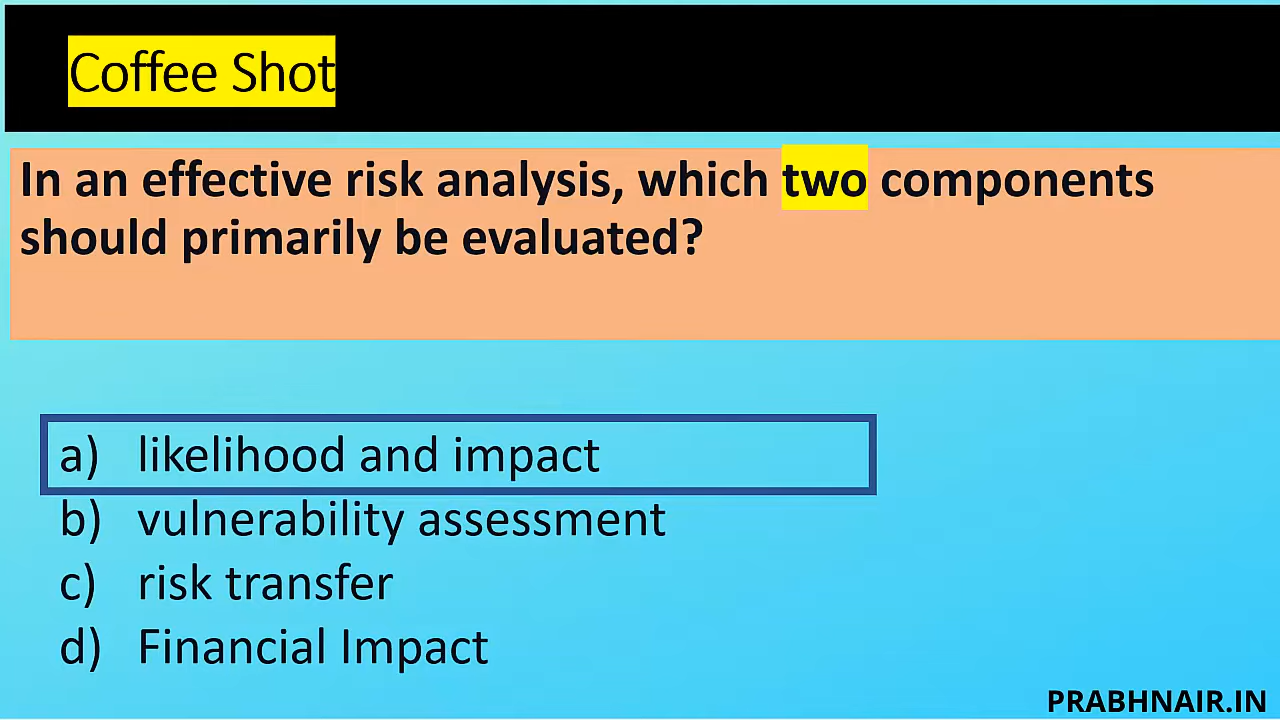 Coffee Shot
In an effective risk analysis, which two components
should primarily be evaluated?
a) likelihood and impact
b) vulnerability assessment
c) risk transfer
d) Financial Impact
PRABHNAIR.IN